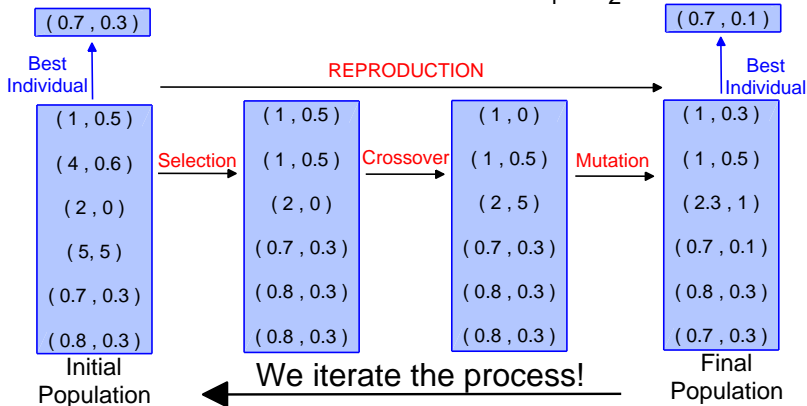 ( 0.7 , 0.3 )
Best
Individual
REPRODUCTION
( 0.7 , 0.1 )
Best
Individual
( 1 , 0.5 )
( 4 , 0.6 )
( 2 , 0 )
( 5, 5 )
( 0.7 , 0.3 )
( 0.8 , 0.3 )
Initial
Population
Selection
( 1 , 0.5 )
( 1 , 0.5 )
( 2 , 0 )
( 0.7 , 0.3 )
( 0.8 , 0.3 )
( 0.8 , 0.3 )
Crossover
( 1 , 0 )
( 1 , 0.5 )
( 2 , 5 )
( 0.7 , 0.3 )
( 0.8 , 0.3 )
( 0.8 , 0.3 )
Mutation
( 1 , 0.3 )
( 1 , 0.5 )
( 2.3 , 1 )
( 0.7 , 0.1 )
( 0.8 , 0.3 )
( 0.7 , 0.3 )
Final
Population
We iterate the process!